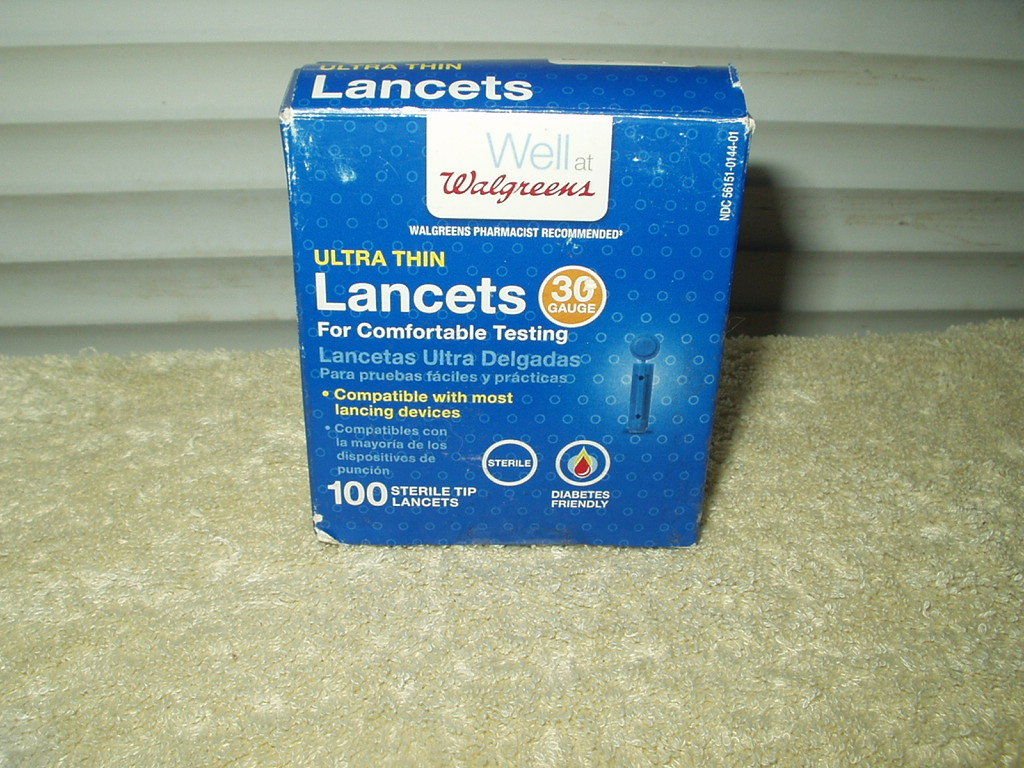 ULTRA THIN
Lancets
Well at
Walgreens
NDC 56151-0144-01
WALGREENS PHARMACIST RECOMMENDED‡
ULTRA THIN
Lancets
30
GAUGE
For Comfortable Testing
Lancetas Ultra Delgadas
Para pruebas fáciles y prácticas
• Compatible with most
lancing devices
• Compatibles con
la mayoría de los
dispositivos de
punción
STERILE
100 STERILE TIP
LANCETS
DIABETES
FRIENDLY